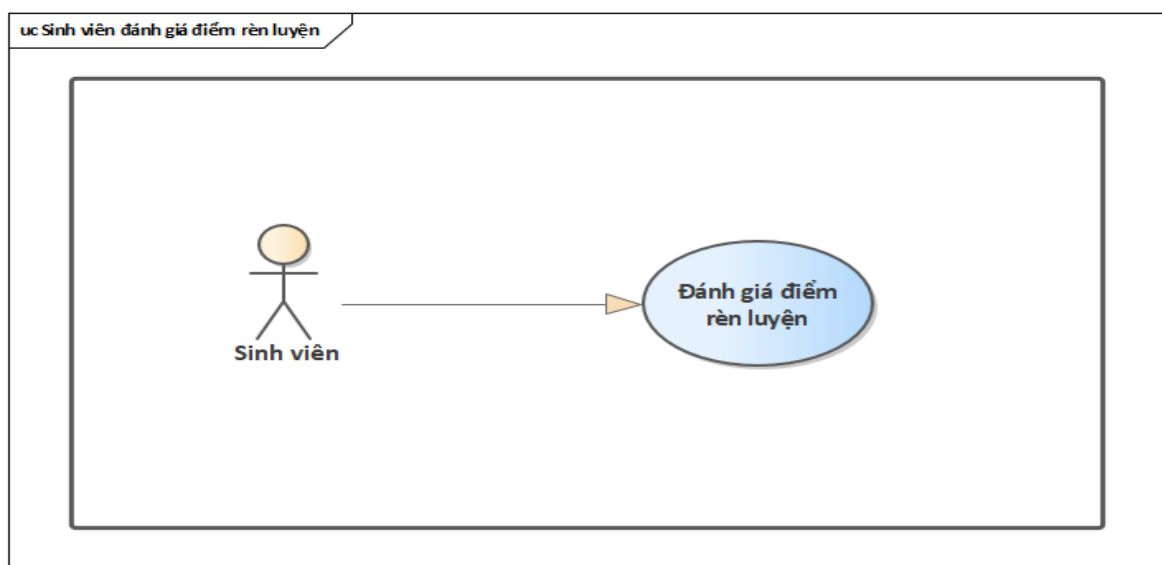 uc Sinh viên đánh giá điểm rèn luyện
Đánh giá điểm
rèn luyện
Sinh viên